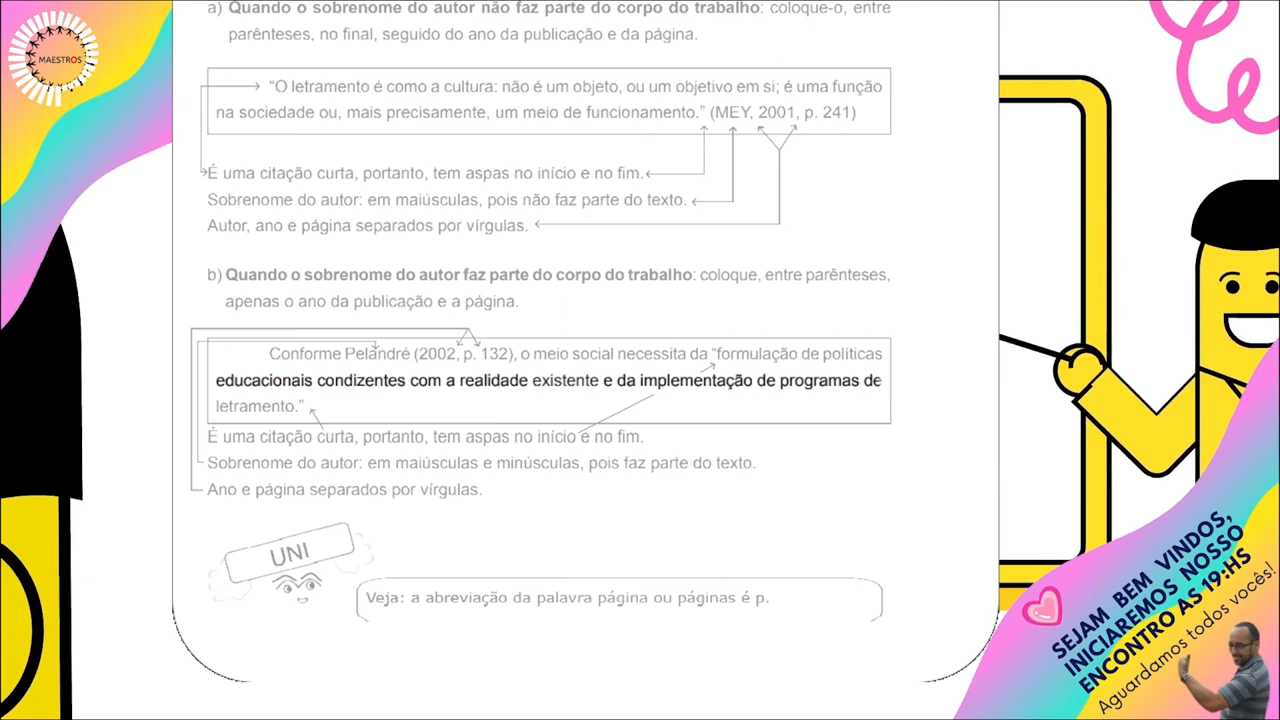 MAESTROS
a) Quando o sobrenome do autor não faz parte do corpo do trabalho: coloque-o, entre
parênteses, no final, seguido do ano da publicação e da página.
“O letramento é como a cultura: não é um objeto, ou um objetivo em si; é uma função
na sociedade ou, mais precisamente, um meio de funcionamento.” (MEY, 2001, p. 241)
É uma citação curta, portanto, tem aspas no início e no fim.
Sobrenome do autor: em maiúsculas, pois não faz parte do texto.
Autor, ano e página separados por vírgulas.
b) Quando o sobrenome do autor faz parte do corpo do trabalho: coloque, entre parênteses,
apenas o ano da publicação e a página.
Conforme Pelandré (2002, p. 132), o meio social necessita da “formulação de políticas
educacionais condizentes com a realidade existente e da implementação de programas de
letramento.”
É uma citação curta, portanto, tem aspas no início e no fim.
Sobrenome do autor: em maiúsculas e minúsculas, pois faz parte do texto.
Ano e página separados por vírgulas.
UNI
Veja: a abreviação da palavra página ou páginas é p.
SEJAM BEM VINDOS,
INICIAREMOS NOSSO
ENCONTRO AS 19:HS
Aguardamos todos vocês!